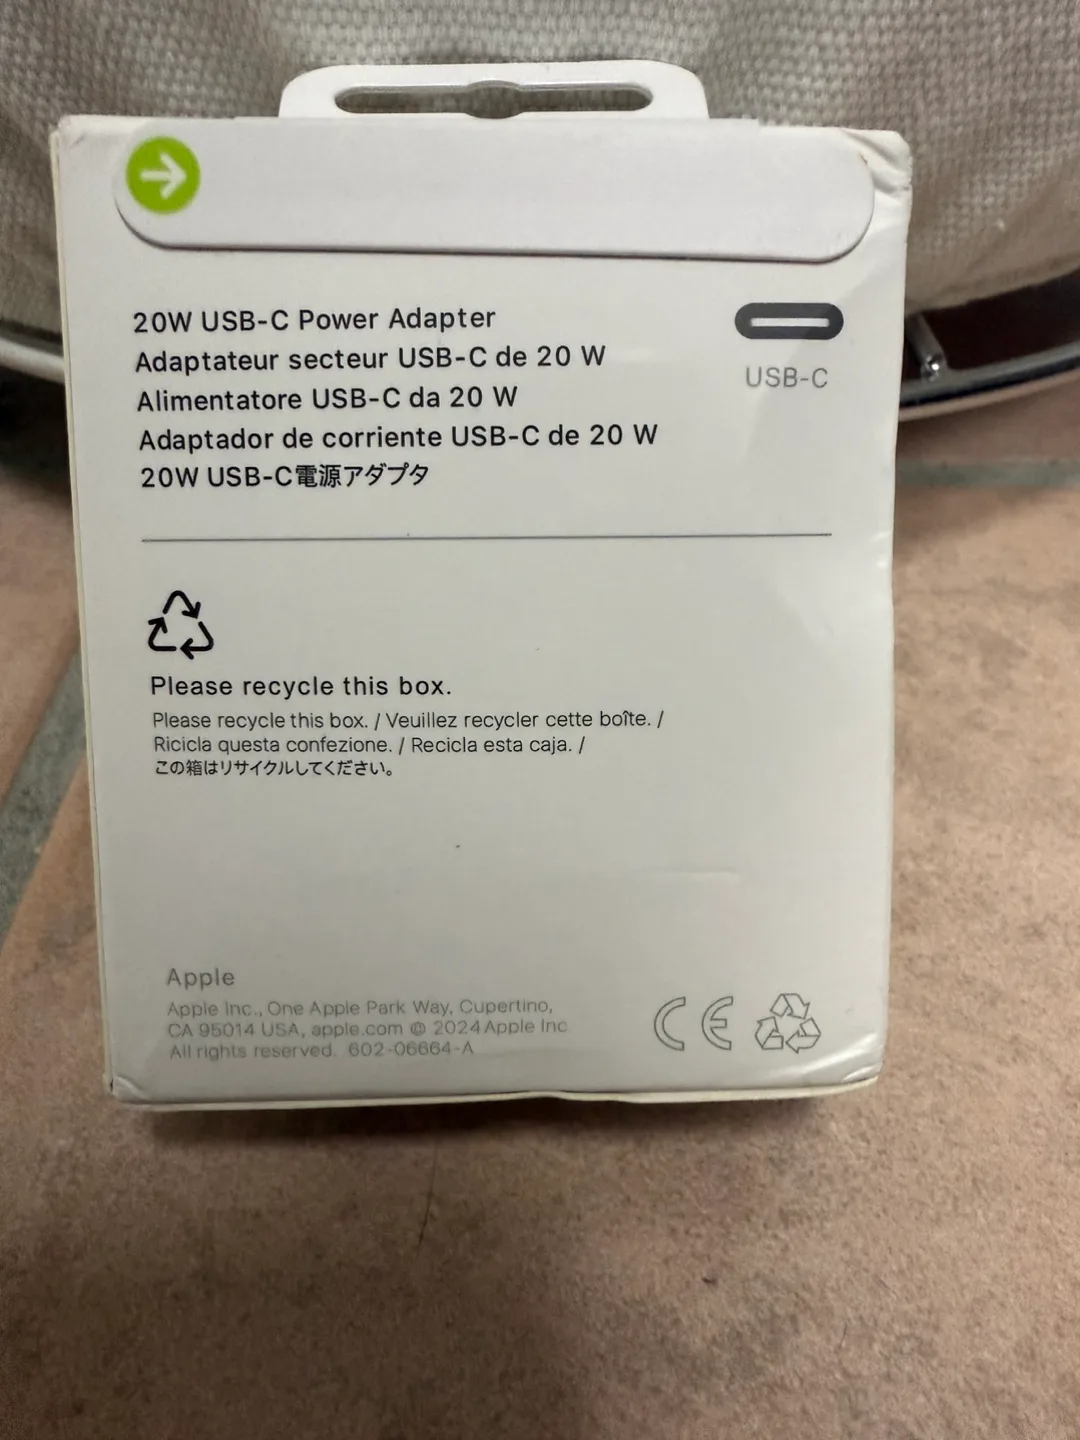 20W USB-C Power Adapter
Adaptateur secteur USB-C de 20 W
Alimentatore USB-C da 20 W
Adaptador de corriente USB-C de 20 W
20W USB-C電源アダプタ
USB-C
Please recycle this box.
Please recycle this box. / Veuillez recycler cette boîte. /
Ricicla questa confezione. / Recicla esta caja. /
この箱はリサイクルしてください。
Apple
Apple Inc., One Apple Park Way, Cupertino,
CA 95014 USA, apple.com © 2024 Apple Inc
All rights reserved. 602-06664-A
CE